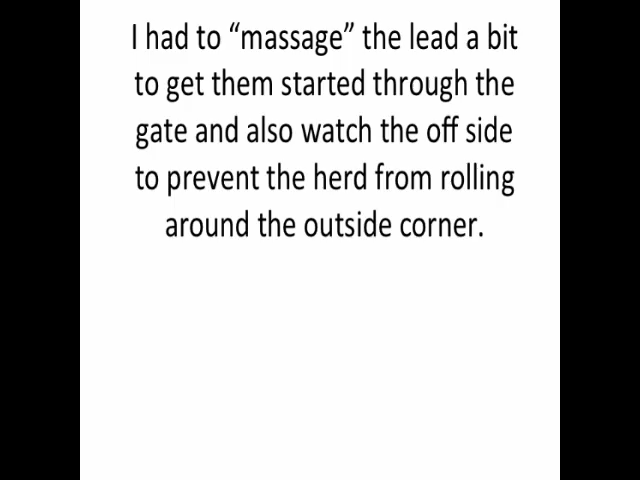 I had to “massage” the lead a bit
to get them started through the
gate and also watch the off side
to prevent the herd from rolling
around the outside corner.